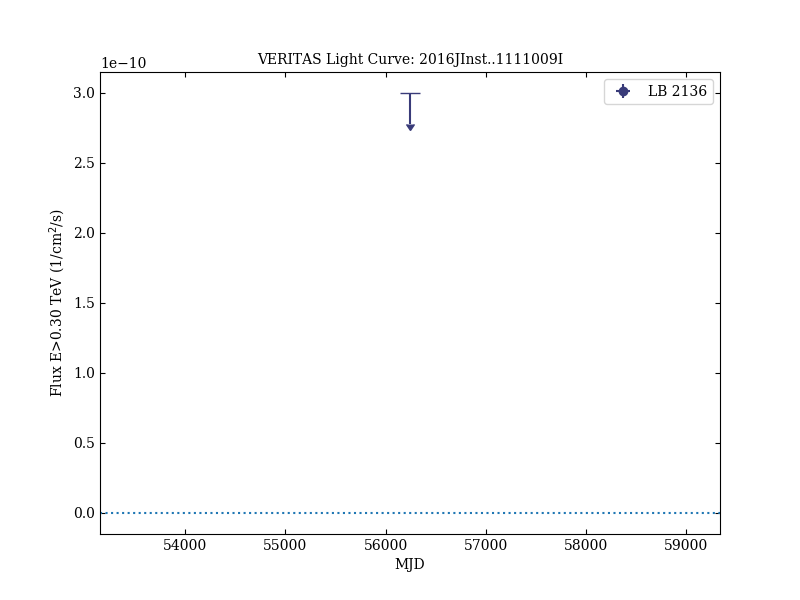 VERITAS Light Curve: 2016JInst..1111009I
1e−10
LB 2136
3.0
2.5
2.0
1.5
1.0
0.5
0.0
Flux E>0.30 TeV (1/cm²/s)
54000 55000 56000 57000 58000 59000
MJD